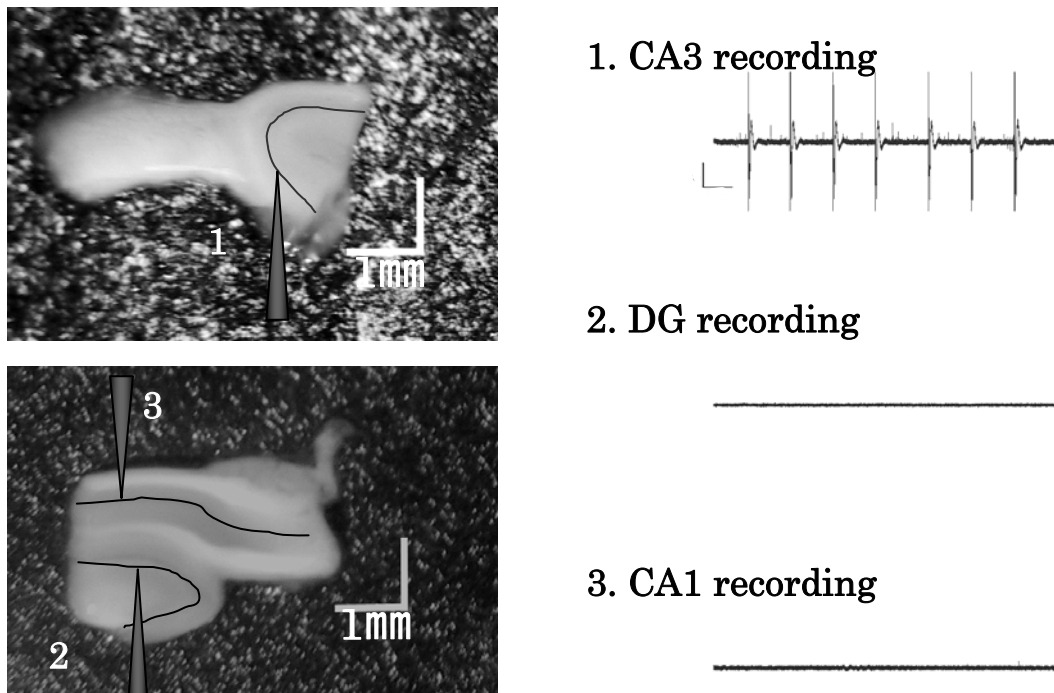 1. CA3 recording
1
1mm
2. DG recording
3
3. CA1 recording
1mm
2